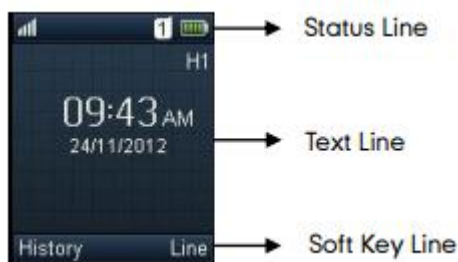 1
Status Line
H1
09:43 AM
24/11/2012
Text Line
History Line
Soft Key Line